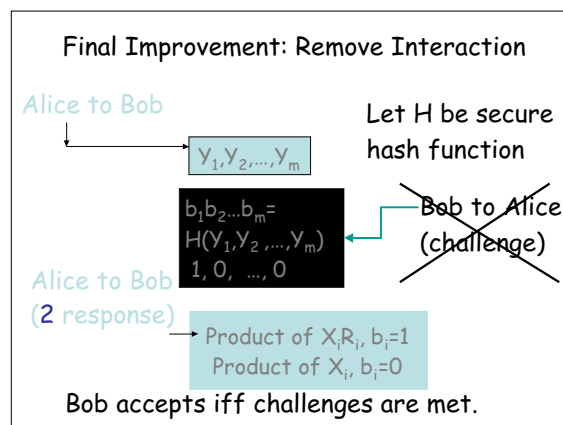 Final Improvement: Remove Interaction
Alice to Bob
Let H be secure
hash function
Y₁,Y₂,...,Yₘ
b₁b₂...bₘ=
H(Y₁,Y₂ ,...,Yₘ)
1, 0, ..., 0
Bob to Alice
(challenge)
Alice to Bob
(2 response)
Product of XᵢRᵢ, bᵢ=1
Product of Xᵢ, bᵢ=0
Bob accepts iff challenges are met.